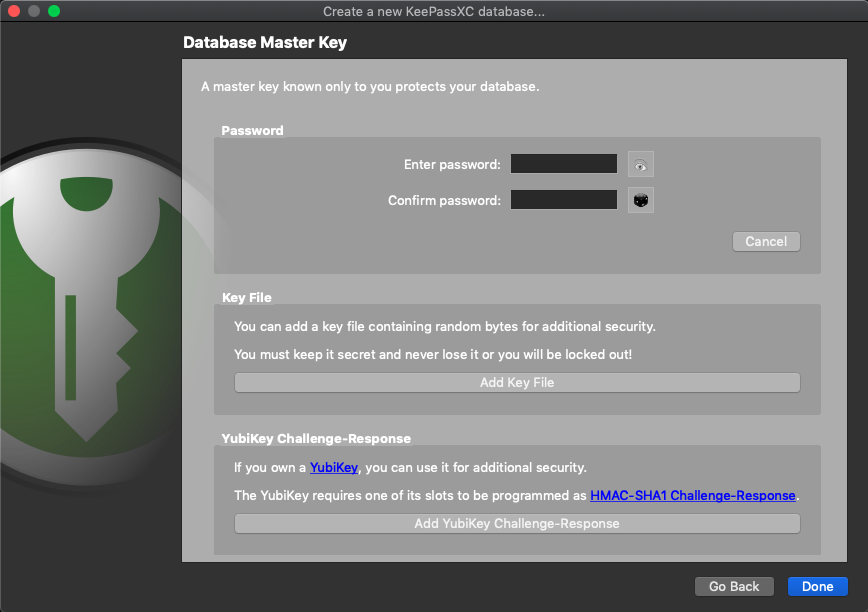 Create a new KeePassXC database...
Database Master Key
A master key known only to you protects your database.
Password
Enter password:
Confirm password:
Cancel
Key File
You can add a key file containing random bytes for additional security.
You must keep it secret and never lose it or you will be locked out!
Add Key File
YubiKey Challenge-Response
If you own a YubiKey, you can use it for additional security.
The YubiKey requires one of its slots to be programmed as HMAC-SHA1 Challenge-Response.
Add YubiKey Challenge-Response
Go Back Done